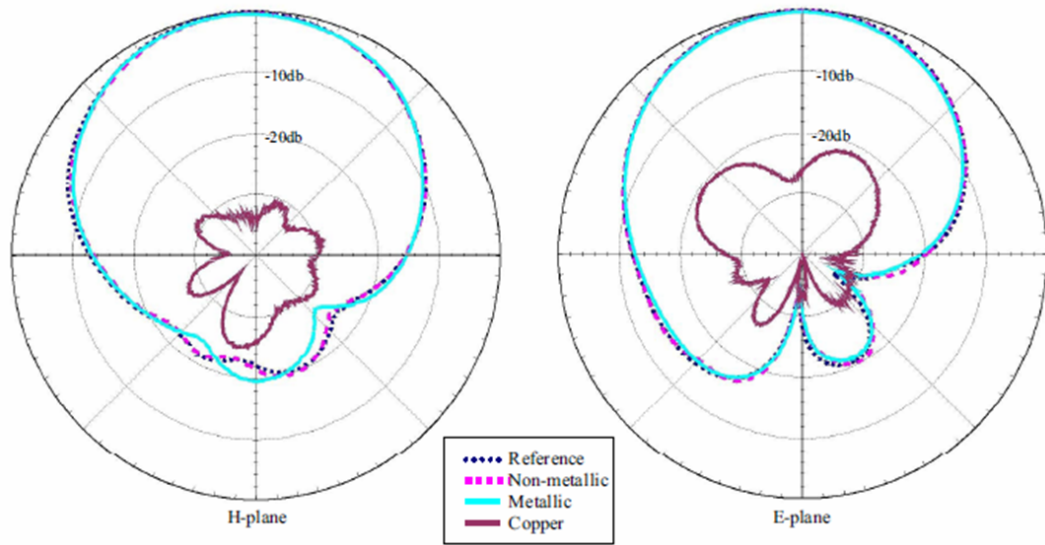 -10db
-20db
H-plane
-10db
-20db
E-plane
Reference
Non-metallic
Metallic
Copper